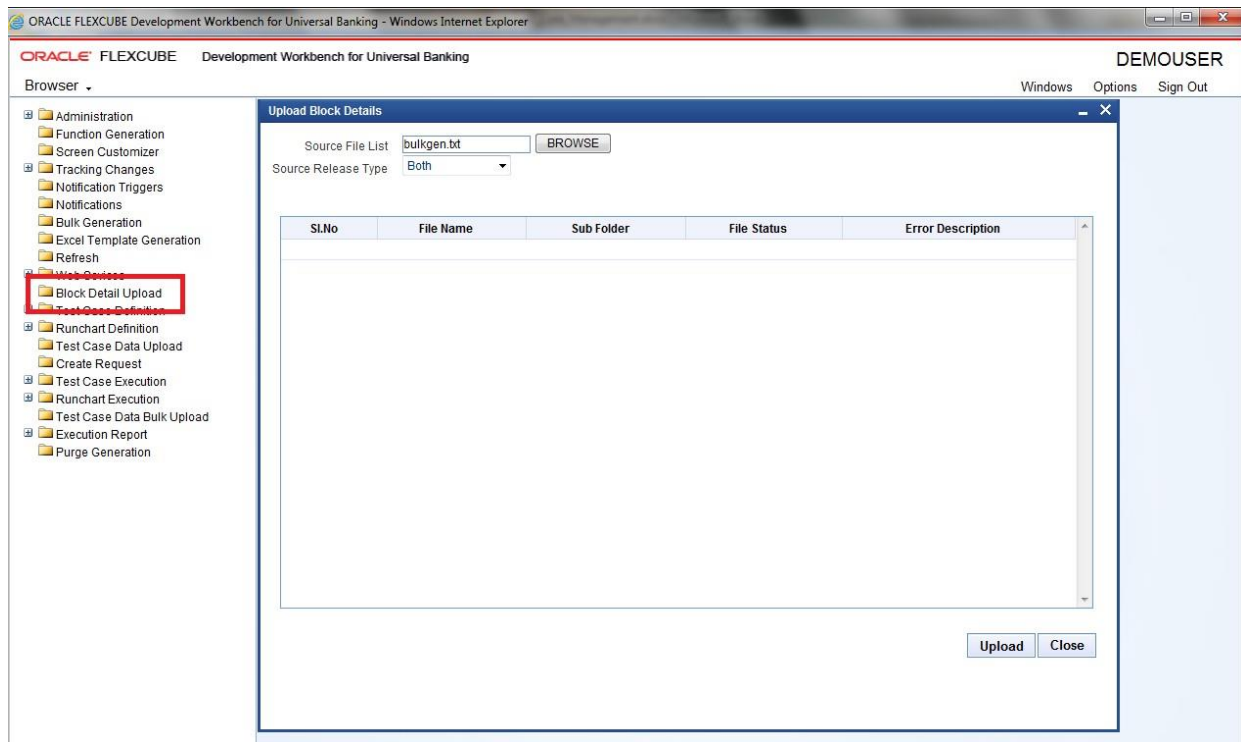 ORACLE FLEXCUBE Development Workbench for Universal Banking - Windows Internet Explorer
ORACLE FLEXCUBE Development Workbench for Universal Banking
DEMOUSER
Browser
Windows Options Sign Out
Administration
Function Generation
Screen Customizer
Tracking Changes
Notification Triggers
Notifications
Bulk Generation
Excel Template Generation
Refresh
Block Detail Upload
Test Case Definition
Runchart Definition
Test Case Data Upload
Create Request
Test Case Execution
Runchart Execution
Test Case Data Bulk Upload
Execution Report
Purge Generation
Upload Block Details
Source File List bulkgen.txt BROWSE
Source Release Type Both
Sl.No File Name Sub Folder File Status Error Description
Upload Close